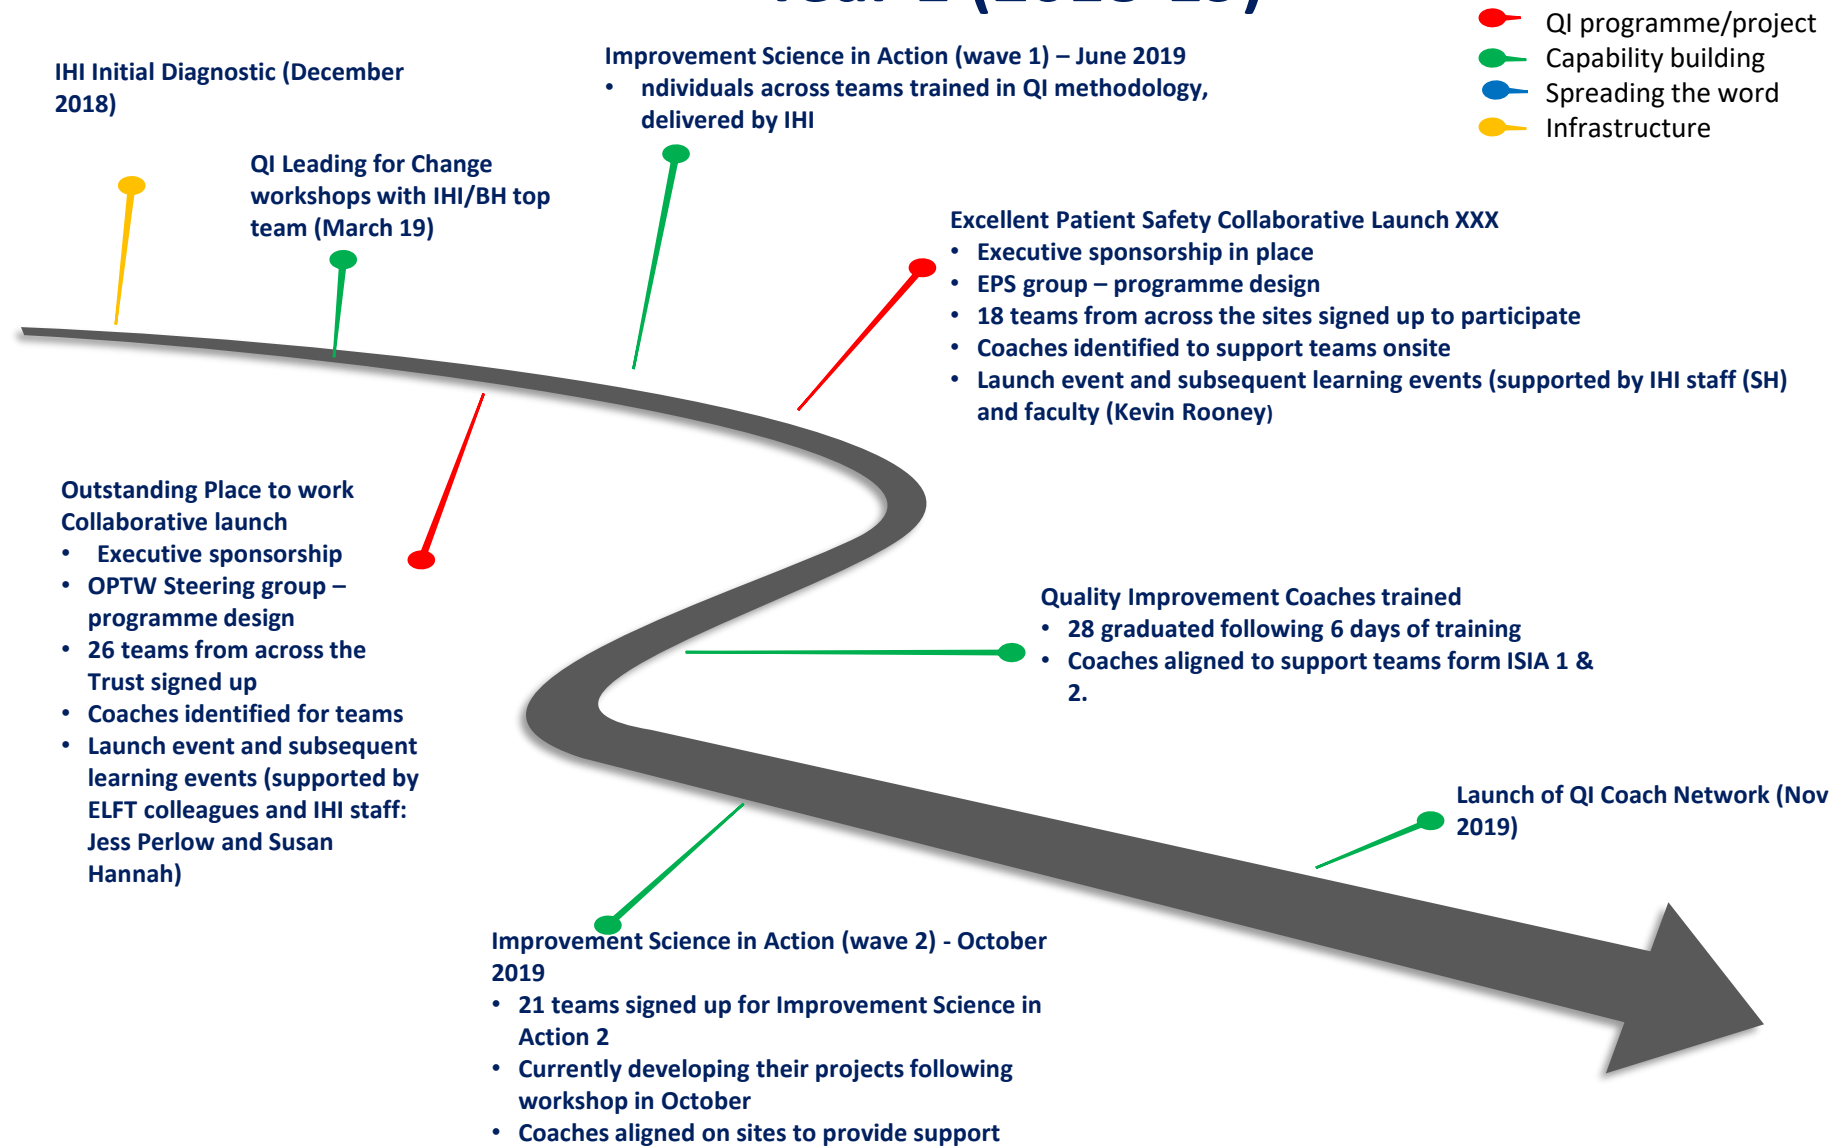 QI programme/project
Capability building
Spreading the word
Infrastructure
IHI Initial Diagnostic (December
2018)
QI Leading for Change
workshops with IHI/BH top
team (March 19)
Improvement Science in Action (wave 1) – June 2019
• ndividuals across teams trained in QI methodology,
delivered by IHI
Excellent Patient Safety Collaborative Launch XXX
• Executive sponsorship in place
• EPS group – programme design
• 18 teams from across the sites signed up to participate
• Coaches identified to support teams onsite
• Launch event and subsequent learning events (supported by IHI staff (SH)
and faculty (Kevin Rooney)
Outstanding Place to work
Collaborative launch
• Executive sponsorship
• OPTW Steering group –
programme design
• 26 teams from across the
Trust signed up
• Coaches identified for teams
• Launch event and subsequent
learning events (supported by
ELFT colleagues and IHI staff:
Jess Perlow and Susan
Hannah)
Quality Improvement Coaches trained
• 28 graduated following 6 days of training
• Coaches aligned to support teams form ISIA 1 &
2.
Launch of QI Coach Network (Nov
2019)
Improvement Science in Action (wave 2) - October
2019
• 21 teams signed up for Improvement Science in
Action 2
• Currently developing their projects following
workshop in October
• Coaches aligned on sites to provide support